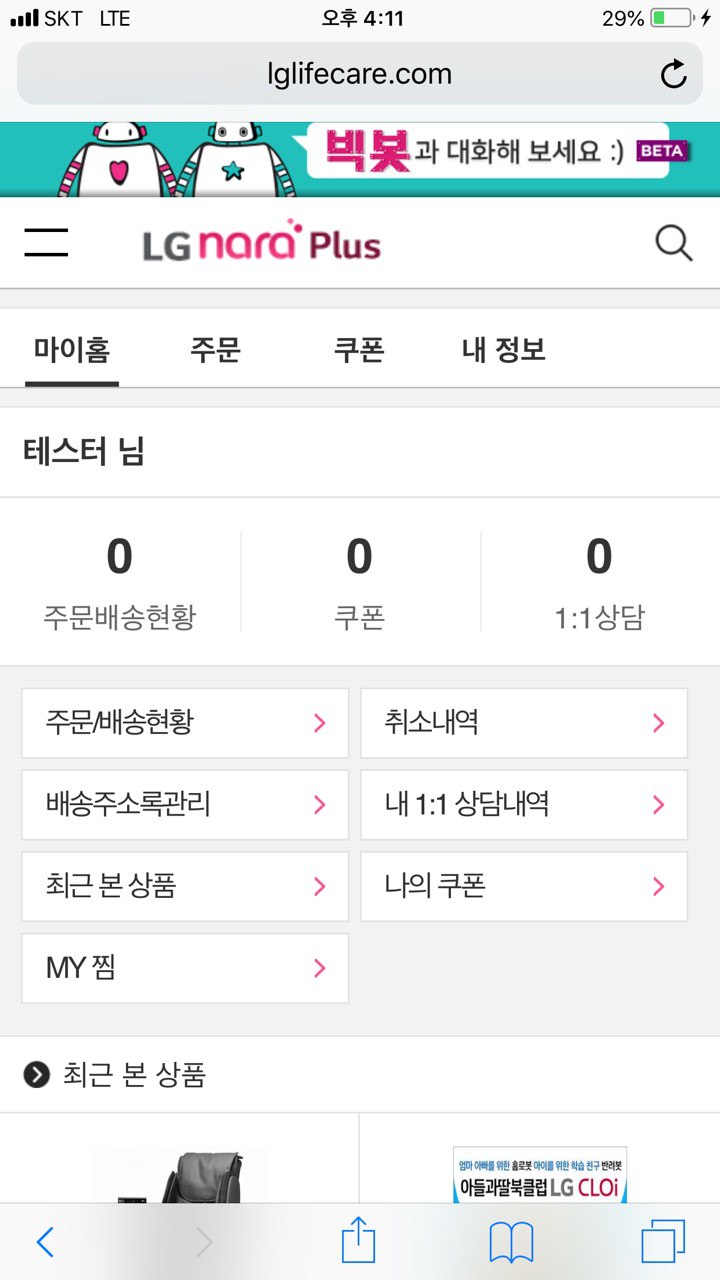 SKT LTE 오후 4:11 29%
lglifecare.com
빅봇과 대화해 보세요 :) BETA
LG nara Plus
마이홈 주문 쿠폰 내 정보
테스터 님
0 0 0
주문배송현황 쿠폰 1:1상담
주문/배송현황 취소내역
배송주소록관리 내 1:1 상담내역
최근 본 상품 나의 쿠폰
MY 찜
최근 본 상품
엄마 아빠를 위한 홈로봇 아이를 위한 학습 친구 반려봇
아들과딸북클럽 LG CLOi